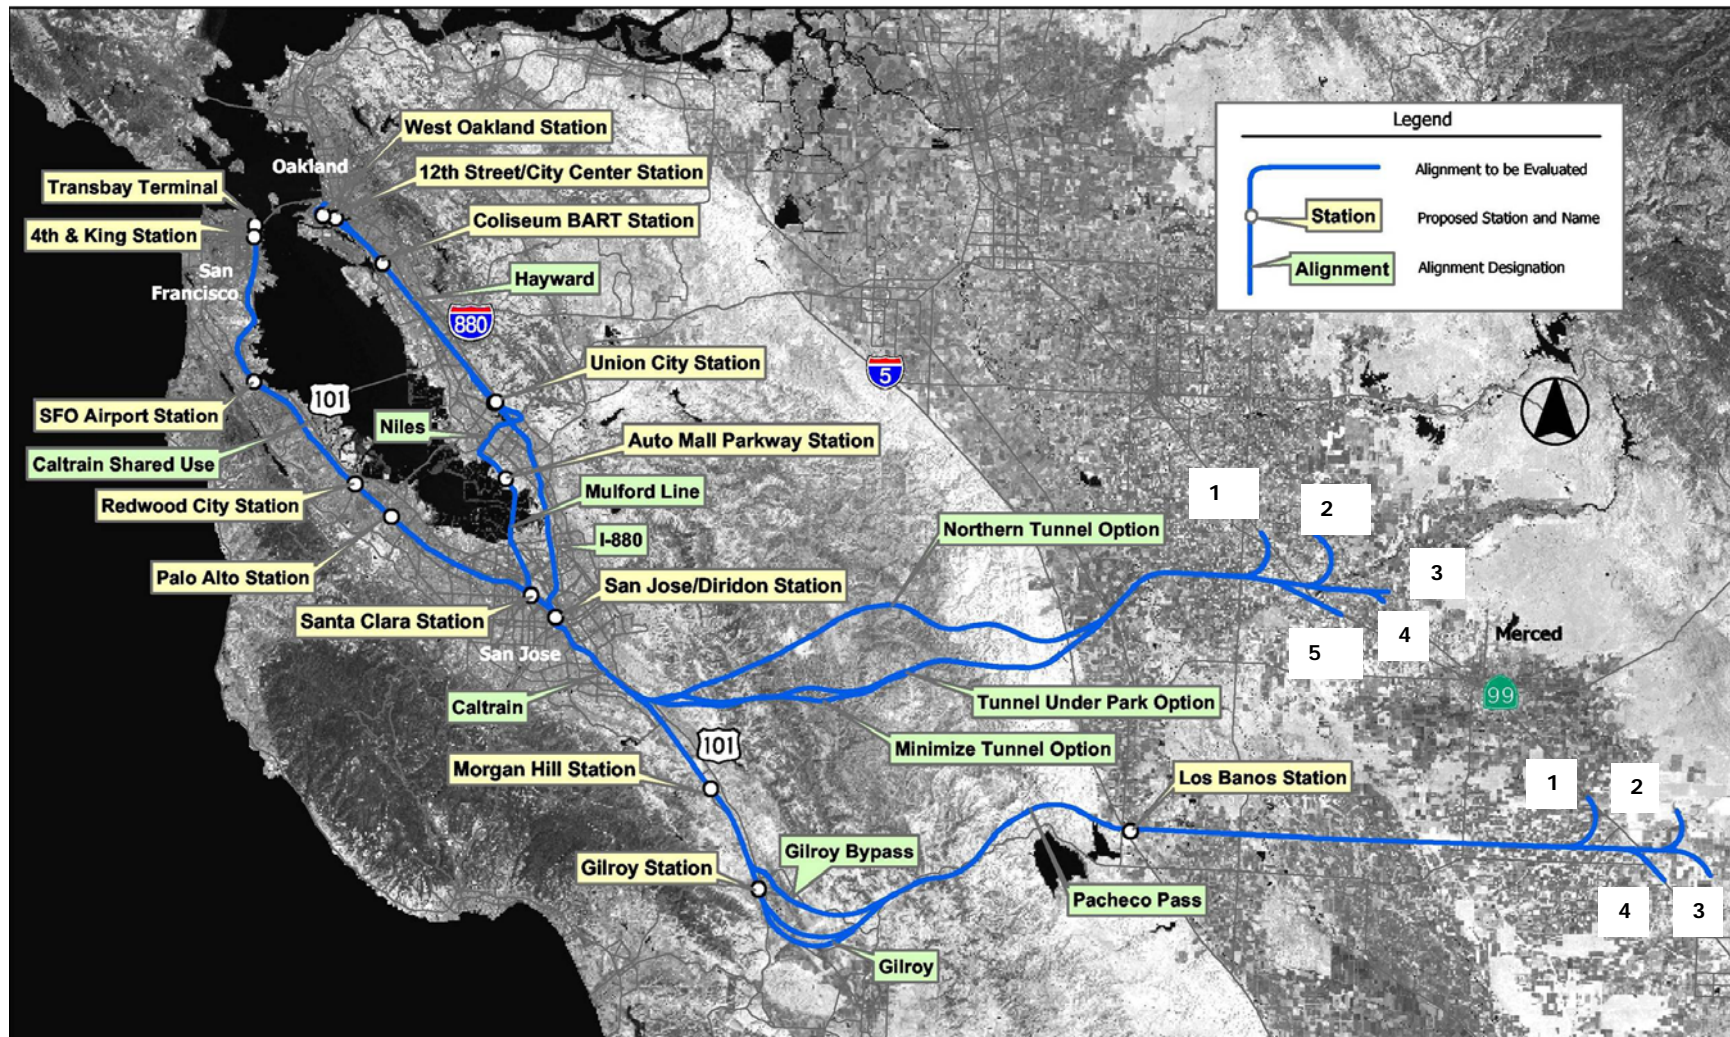 Legend
Alignment to be Evaluated
Station
Proposed Station and Name
Alignment
Alignment Designation
West Oakland Station
Oakland
12th Street/City Center Station
Transbay Terminal
Coliseum BART Station
4th & King Station
San
Francisco
Hayward
880
Union City Station
5
101
SFO Airport Station
Niles
Auto Mall Parkway Station
Caltrain Shared Use
Mulford Line
Redwood City Station
I-880
Northern Tunnel Option
1
2
3
4
5
Palo Alto Station
San Jose/Diridon Station
Santa Clara Station
San Jose
Merced
99
Caltrain
Tunnel Under Park Option
Minimize Tunnel Option
101
Morgan Hill Station
Los Banos Station
1
2
Gilroy Bypass
Gilroy Station
Pacheco Pass
4
3
Gilroy